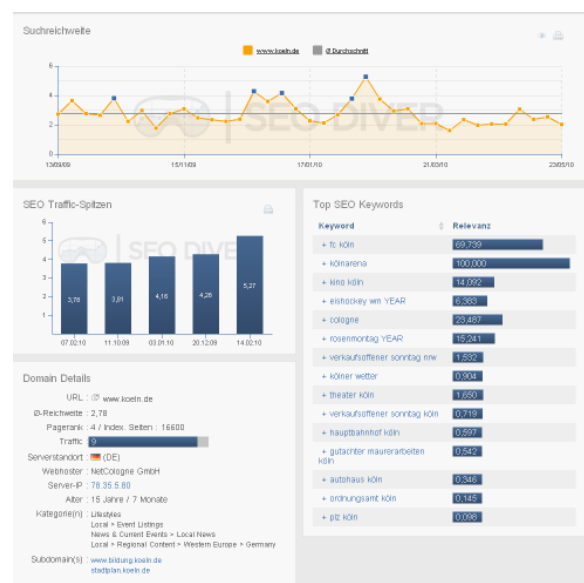 Suchreichweite
www.koeln.de
Ø Durchschnitt
6
4
2
0
13/09/09
15/11/09
17/01/10
21/03/10
23/05/10
SEO DIVER
SEO Traffic-Spitzen
6
5
4
3
2
1
SEO DIVER
3,76
3,81
4,16
4,28
5,27
07.02.10
11.10.09
03.01.10
20.12.09
14.02.10
Domain Details
URL : www.koeln.de
Ø-Reichweite : 2,78
Pagerank : 4 / Index. Seiten : 16600
Traffic : 9
Serverstandort : (DE)
Webhoster : NetCologne GmbH
Server-IP : 78.35.5.80
Alter : 15 Jahre / 7 Monate
Kategorie(n) : Lifestyles
Local > Event Listings
News & Current Events > Local News
Local > Regional Content > Western Europe > Germany
Subdomain(s) : www.bildung.koeln.de
stadtplan.koeln.de
Top SEO Keywords
Keyword Relevanz
+ fc köln 69,739
+ kölnarena 100,000
+ kino köln 14,092
+ eishockey wm YEAR 6,363
+ cologne 23,487
+ rosenmontag YEAR 15,241
+ verkaufsoffener sonntag nrw 1,532
+ kölner wetter 0,904
+ theater köln 1,650
+ verkaufsoffener sonntag köln 0,719
+ hauptbahnhof köln 0,597
+ gutachter maurerarbeiten
köln 0,542
+ autohaus köln 0,346
+ ordnungsamt köln 0,145
+ plz köln 0,096